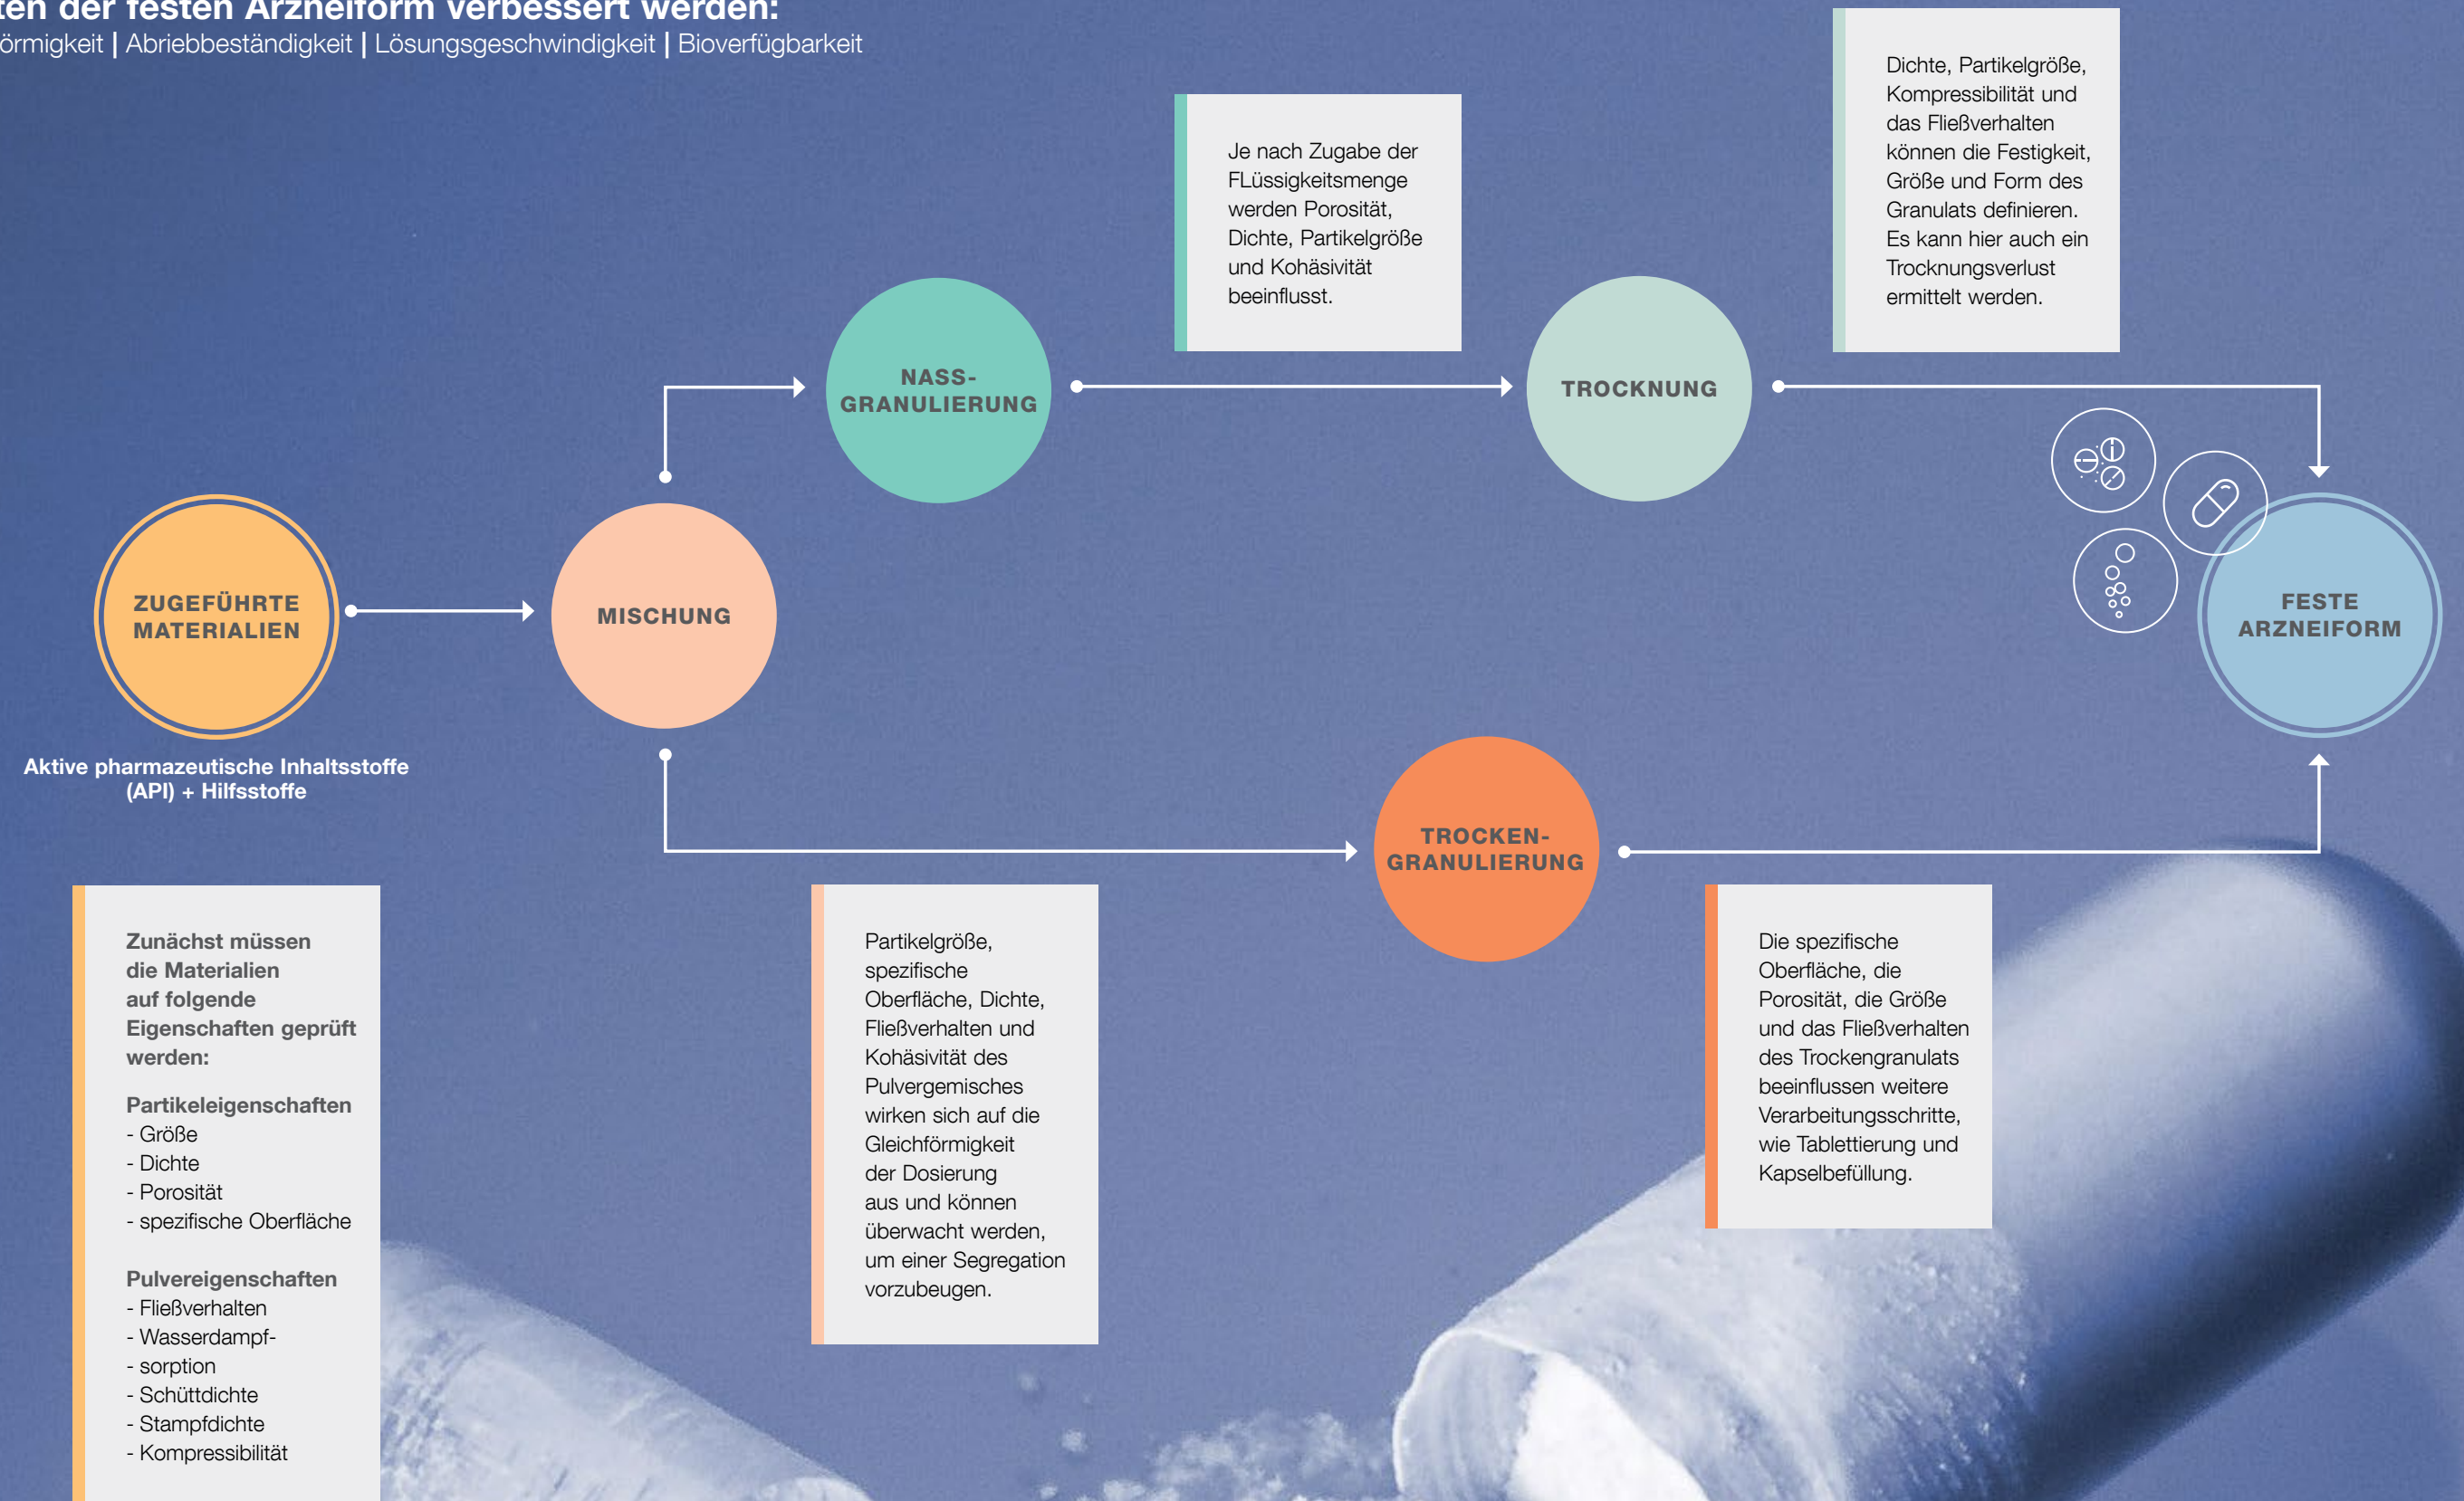 ten der festen Arzneiform verbessert werden:
örmigkeit | Abriebbeständigkeit | Lösungsgeschwindigkeit | Bioverfügbarkeit
Dichte, Partikelgröße,
Kompressibilität und
das Fließverhalten
können die Festigkeit,
Größe und Form des
Granulats definieren.
Es kann hier auch ein
Trocknungsverlust
ermittelt werden.
Je nach Zugabe der
FLüssigkeitsmenge
werden Porosität,
Dichte, Partikelgröße
und Kohäsivität
beeinflusst.
NASS-
GRANULIERUNG
TROCKNUNG
ZUGEFÜHRTE
MATERIALIEN
MISCHUNG
FESTE
ARZNEIFORM
Aktive pharmazeutische Inhaltsstoffe
(API) + Hilfsstoffe
TROCKEN-
GRANULIERUNG
Zunächst müssen
die Materialien
auf folgende
Eigenschaften geprüft
werden:
Partikeleigenschaften
- Größe
- Dichte
- Porosität
- spezifische Oberfläche
Pulvereigenschaften
- Fließverhalten
- Wasserdampf-
- sorption
- Schüttdichte
- Stampfdichte
- Kompressibilität
Partikelgröße,
spezifische
Oberfläche, Dichte,
Fließverhalten und
Kohäsivität des
Pulvergemisches
wirken sich auf die
Gleichförmigkeit
der Dosierung
aus und können
überwacht werden,
um einer Segregation
vorzubeugen.
Die spezifische
Oberfläche, die
Porosität, die Größe
und das Fließverhalten
des Trockengranulats
beeinflussen weitere
Verarbeitungsschritte,
wie Tablettierung und
Kapselbefüllung.